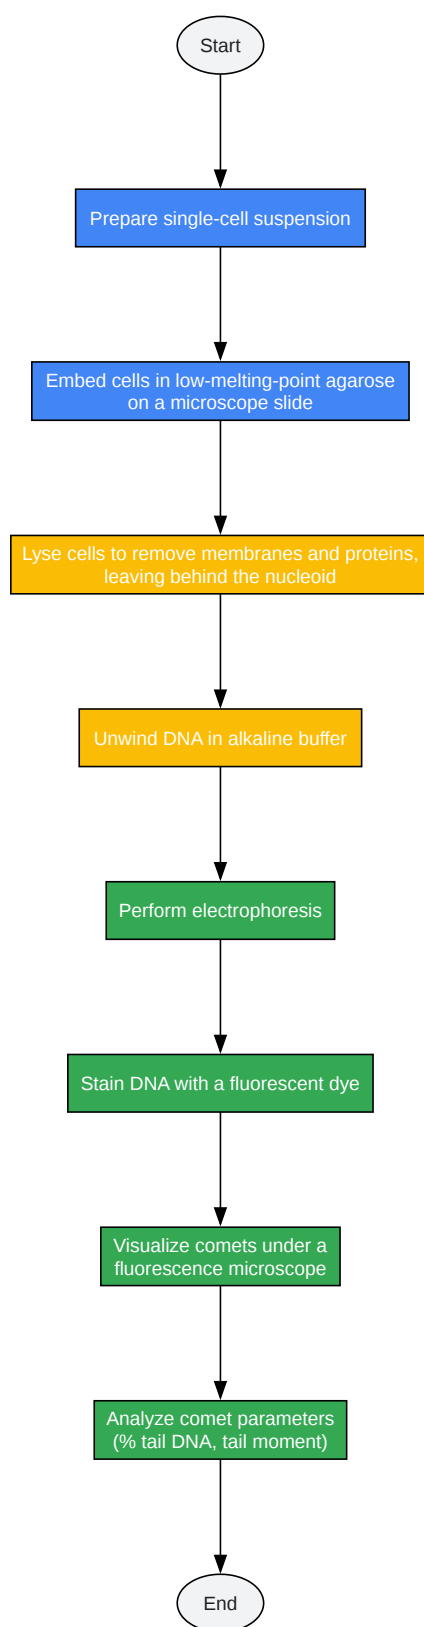 Start
Prepare single-cell suspension
Embed cells in low-melting-point agarose
on a microscope slide
Lyse cells to remove membranes and proteins,
leaving behind the nucleoid
Unwind DNA in alkaline buffer
Perform electrophoresis
Stain DNA with a fluorescent dye
Visualize comets under a
fluorescence microscope
Analyze comet parameters
(% tail DNA, tail moment)
End